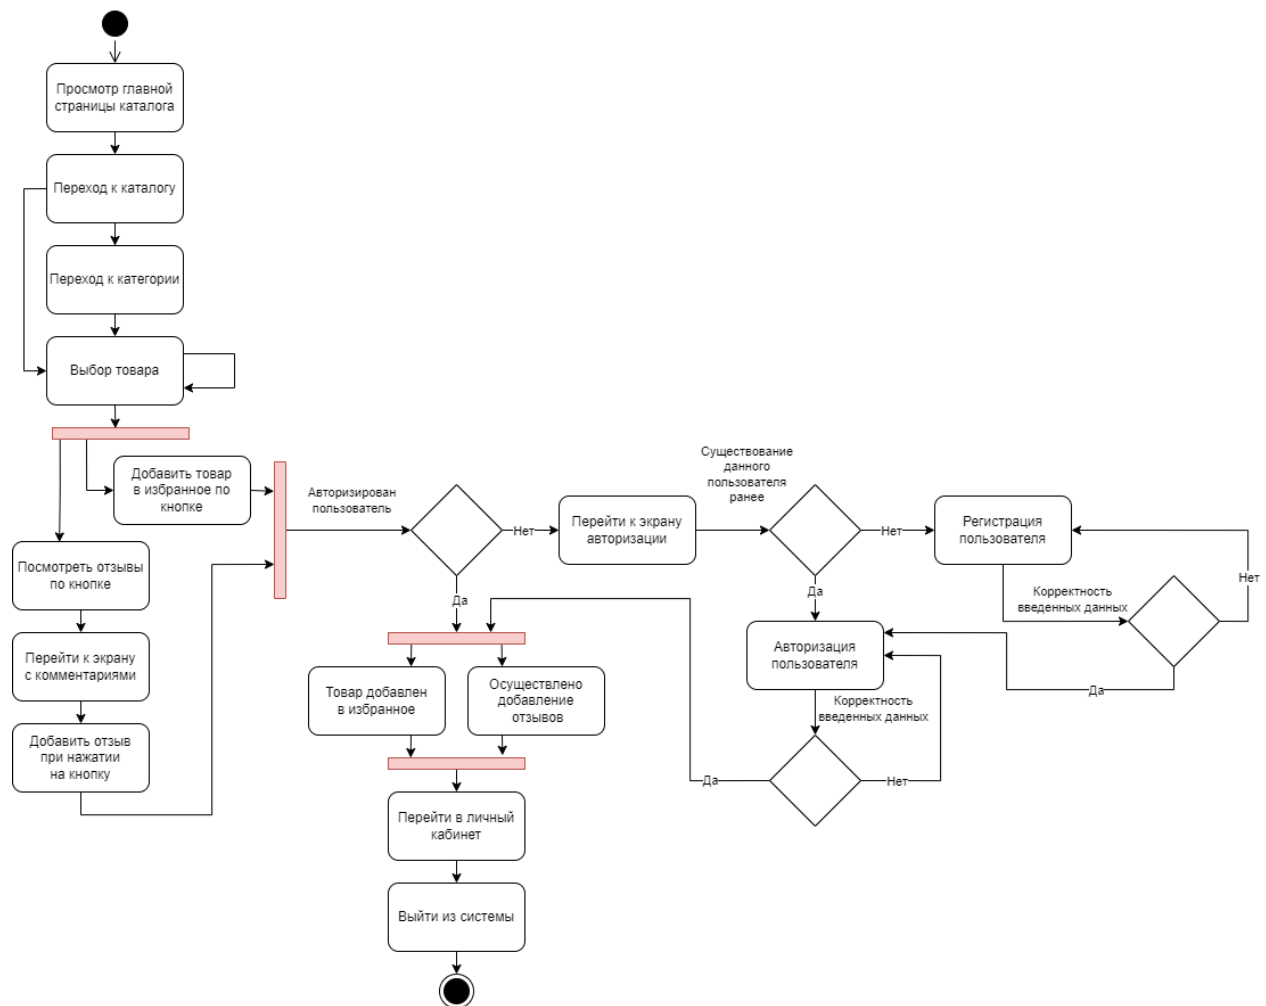 Просмотр главной
страницы каталога
Переход к каталогу
Переход к категории
Выбор товара
Добавить товар
в избранное по
кнопке
Посмотреть отзывы
по кнопке
Перейти к экрану
с комментариями
Добавить отзыв
при нажатии
на кнопку
Авторизирован
пользователь
Нет
Да
Перейти к экрану
авторизации
Существование
данного
пользователя
ранее
Нет
Да
Регистрация
пользователя
Корректность
введенных данных
Нет
Да
Авторизация
пользователя
Корректность
введенных данных
Нет
Да
Товар добавлен
в избранное
Осуществлено
добавление
отзывов
Перейти в личный
кабинет
Выйти из системы